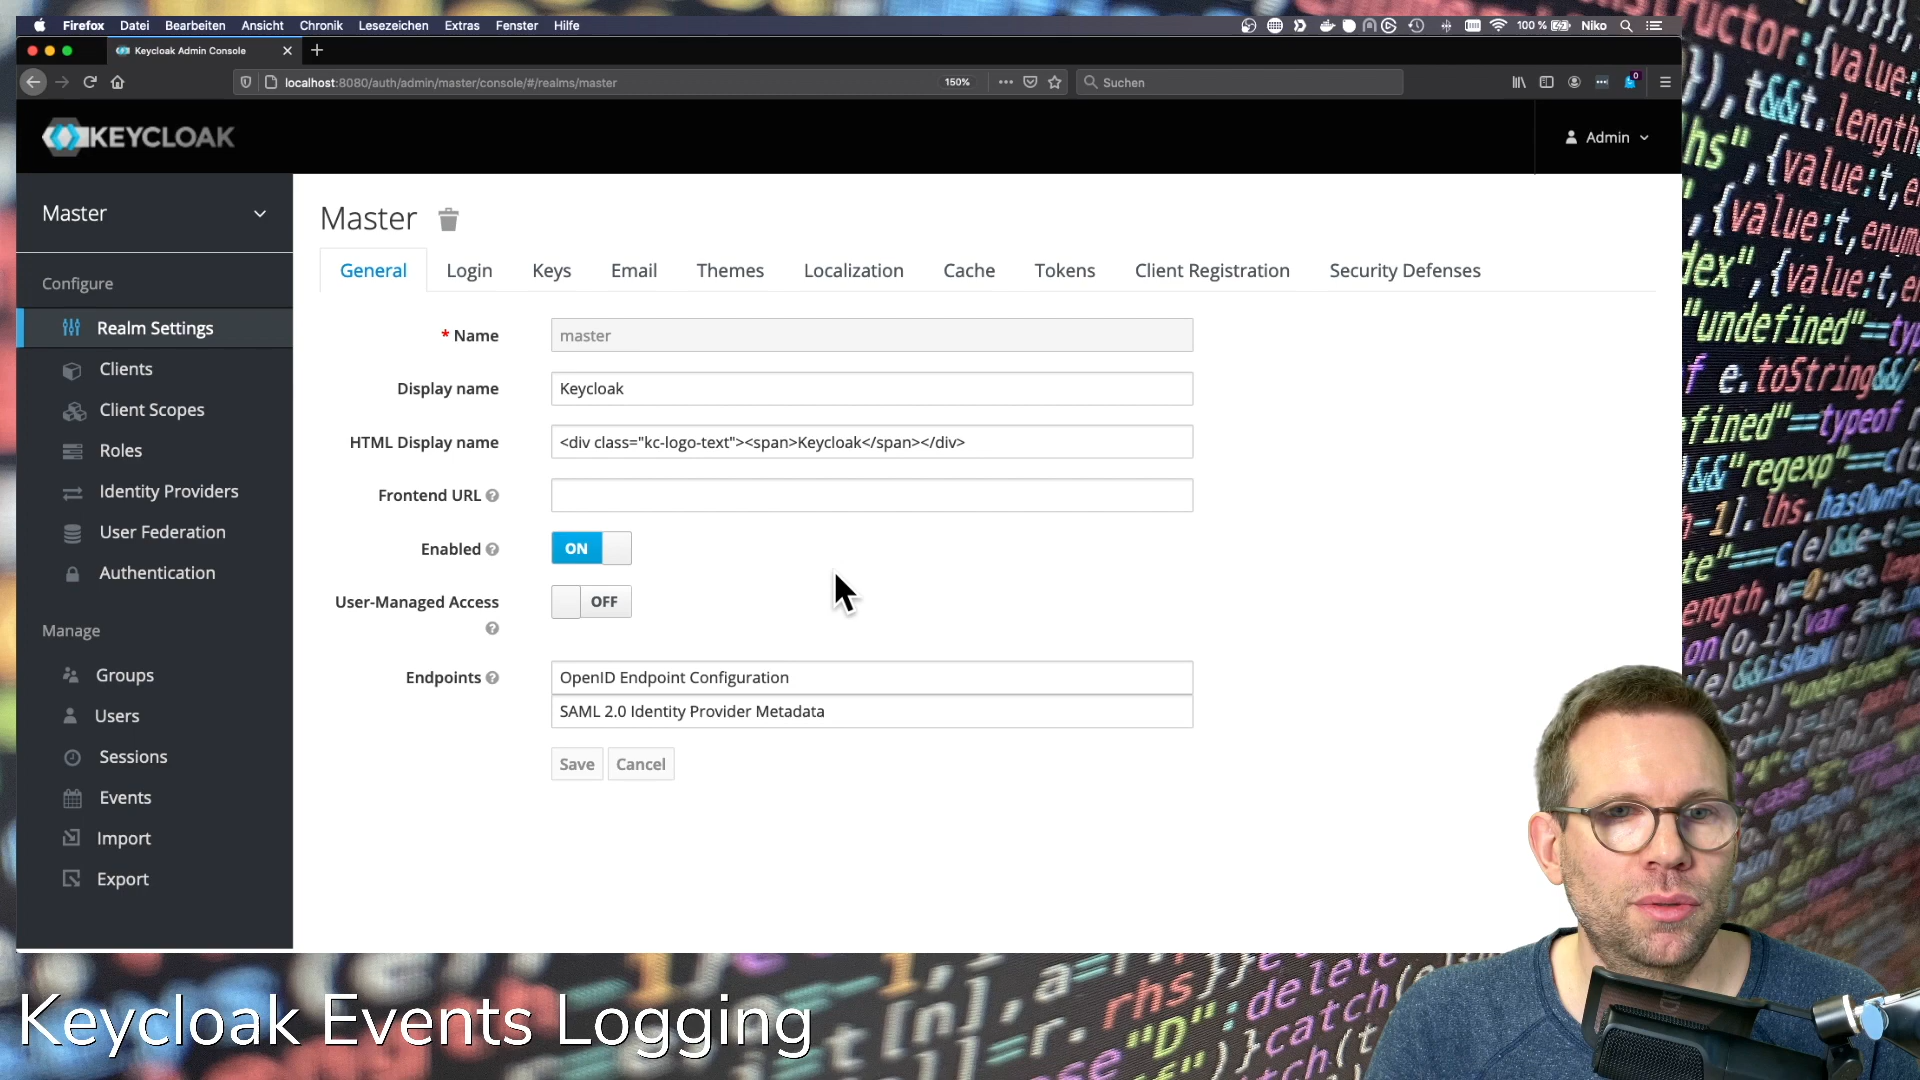 Firefox Datei Bearbeiten Ansicht Chronik Lesezeichen Extras Fenster Hilfe 100 % Niko
Keycloak Admin Console
localhost:8080/auth/admin/master/console/#/realms/master 150% Suchen 0
KEYCLOAK Admin
Master
Configure
Realm Settings
Clients
Client Scopes
Roles
Identity Providers
User Federation
Authentication
Manage
Groups
Users
Sessions
Events
Import
Export
Master
General Login Keys Email Themes Localization Cache Tokens Client Registration Security Defenses
* Name master
Display name Keycloak
HTML Display name <div class="kc-logo-text"><span>Keycloak</span></div>
Frontend URL
Enabled ON
User-Managed Access OFF
Endpoints OpenID Endpoint Configuration
SAML 2.0 Identity Provider Metadata
Save Cancel
Keycloak Events Logging